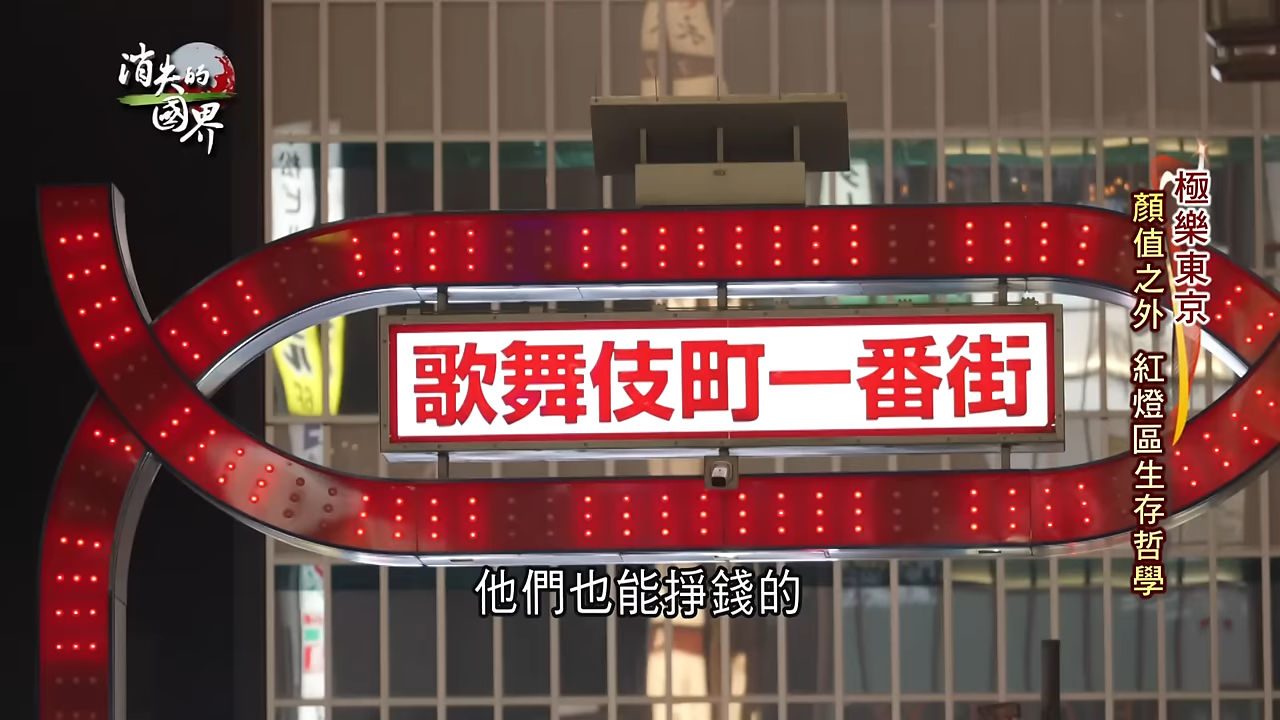 消失的
國界
極樂東京
顏值之外 紅燈區生存哲學
歌舞伎町一番街
他們也能掙錢的